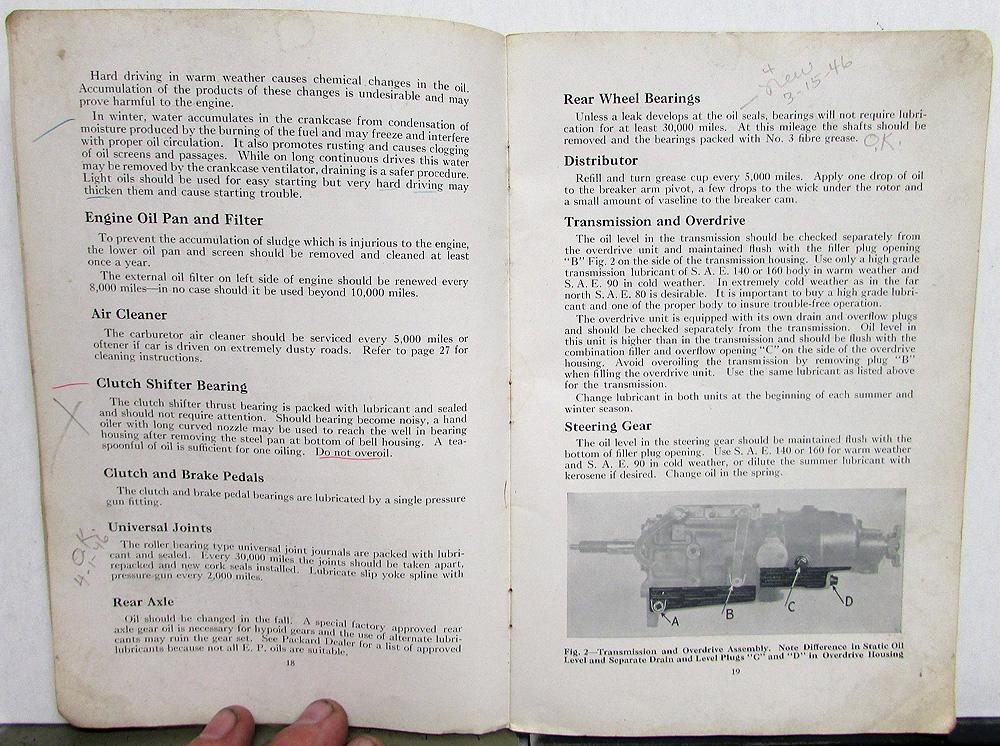 Hard driving in warm weather causes chemical changes in the oil.
Accumulation of the products of these changes is undesirable and may
prove harmful to the engine.
In winter, water accumulates in the crankcase from condensation of
moisture produced by the burning of the fuel and may freeze and interfere
with proper oil circulation. It also promotes rusting and causes clogging
of oil screens and passages. While on long continuous drives this water
may be removed by the crankcase ventilator, draining is a safer procedure.
Light oils should be used for easy starting but very hard driving may
thicken them and cause starting trouble.
Engine Oil Pan and Filter
To prevent the accumulation of sludge which is injurious to the engine,
the lower oil pan and screen should be removed and cleaned at least
once a year.
The external oil filter on left side of engine should be renewed every
8,000 miles—in no case should it be used beyond 10,000 miles.
Air Cleaner
The carburetor air cleaner should be serviced every 5,000 miles or
oftener if car is driven on extremely dusty roads. Refer to page 27 for
cleaning instructions.
Clutch Shifter Bearing
The clutch shifter thrust bearing is packed with lubricant and sealed
and should not require attention. Should bearing become noisy, a hand
oiler with long curved nozzle may be used to reach the well in bearing
housing after removing the steel pan at bottom of bell housing. A tea-
spoonful of oil is sufficient for one oiling. Do not overoil.
Clutch and Brake Pedals
The clutch and brake pedal bearings are lubricated by a single pressure
gun fitting.
O.K.
4-1-46
Universal Joints
The roller bearing type universal joint journals are packed with lubri-
cant and sealed. Every 30,000 miles the joints should be taken apart,
repacked and new cork seals installed. Lubricate slip yoke spline with
pressure gun every 2,000 miles.
Rear Axle
Oil should be changed in the fall. A special factory approved rear
axle gear oil is necessary for hypoid gears and the use of alternate lubri-
cants may ruin the gear set. See Packard Dealer for a list of approved
lubricants because not all E. P. oils are suitable.
18
4
New
3-15-46
Rear Wheel Bearings
Unless a leak develops at the oil seals, bearings will not require lubri-
cation for at least 30,000 miles. At this mileage the shafts should be
removed and the bearings packed with No. 3 fibre grease. O.K.
Distributor
Refill and turn grease cup every 5,000 miles. Apply one drop of oil
to the breaker arm pivot, a few drops to the wick under the rotor and
a small amount of vaseline to the breaker cam.
Transmission and Overdrive
The oil level in the transmission should be checked separately from
the overdrive unit and maintained flush with the filler plug opening
"B" Fig. 2 on the side of the transmission housing. Use only a high grade
transmission lubricant of S. A. E. 140 or 160 body in warm weather and
S. A. E. 90 in cold weather. In extremely cold weather as in the far
north S. A. E. 80 is desirable. It is important to buy a high grade lubri-
cant and one of the proper body to insure trouble-free operation.
The overdrive unit is equipped with its own drain and overflow plugs
and should be checked separately from the transmission. Oil level in
this unit is higher than in the transmission and should be flush with the
combination filler and overflow opening "C" on the side of the overdrive
housing. Avoid overoiling the transmission by removing plug "B"
when filling the overdrive unit. Use the same lubricant as listed above
for the transmission.
Change lubricant in both units at the beginning of each summer and
winter season.
Steering Gear
The oil level in the steering gear should be maintained flush with the
bottom of filler plug opening. Use S. A. E. 140 or 160 for warm weather
and S. A. E. 90 in cold weather, or dilute the summer lubricant with
kerosene if desired. Change oil in the spring.
A
B
C
D
Fig. 2—Transmission and Overdrive Assembly. Note Difference in Static Oil
Level and Separate Drain and Level Plugs "C" and "D" in Overdrive Housing
19